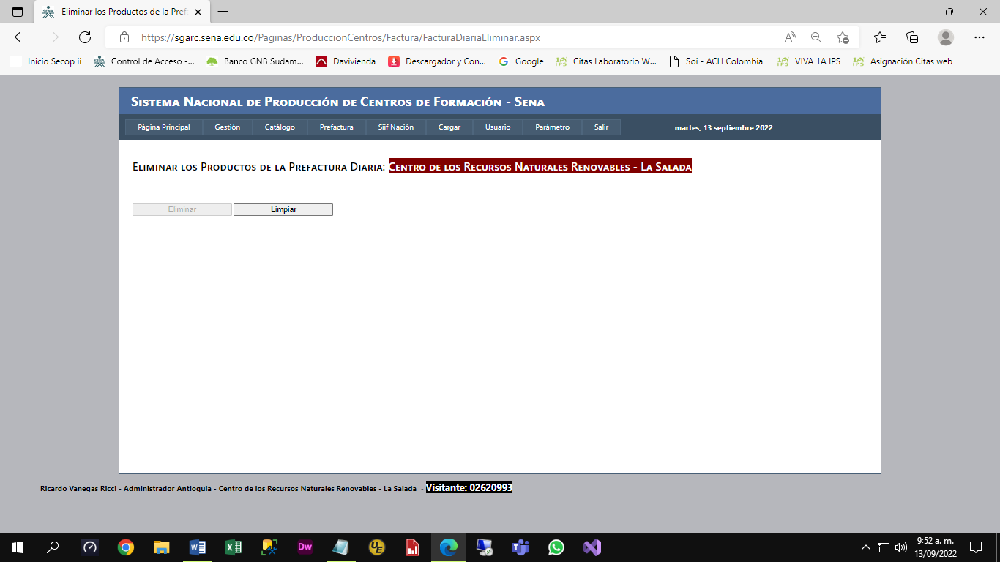 Eliminar los Productos de la Prefa
https://sgarc.sena.edu.co/Paginas/ProduccionCentros/Factura/FacturaDiariaEliminar.aspx
Inicio Secop ii
Control de Acceso -...
Banco GNB Sudam...
Davivienda
Descargador y Con...
Google
Citas Laboratorio W...
Soi - ACH Colombia
VIVA 1A IPS
Asignación Citas web
Sistema Nacional de Producción de Centros de Formación - Sena
Página Principal
Gestión
Catálogo
Prefactura
Siif Nación
Cargar
Usuario
Parámetro
Salir
martes, 13 septiembre 2022
Eliminar los Productos de la Prefactura Diaria: Centro de los Recursos Naturales Renovables - La Salada
Eliminar
Limpiar
Ricardo Vanegas Ricci - Administrador Antioquia - Centro de los Recursos Naturales Renovables - La Salada - Visitante: 02620993
Dw
UE
9:52 a. m.
13/09/2022